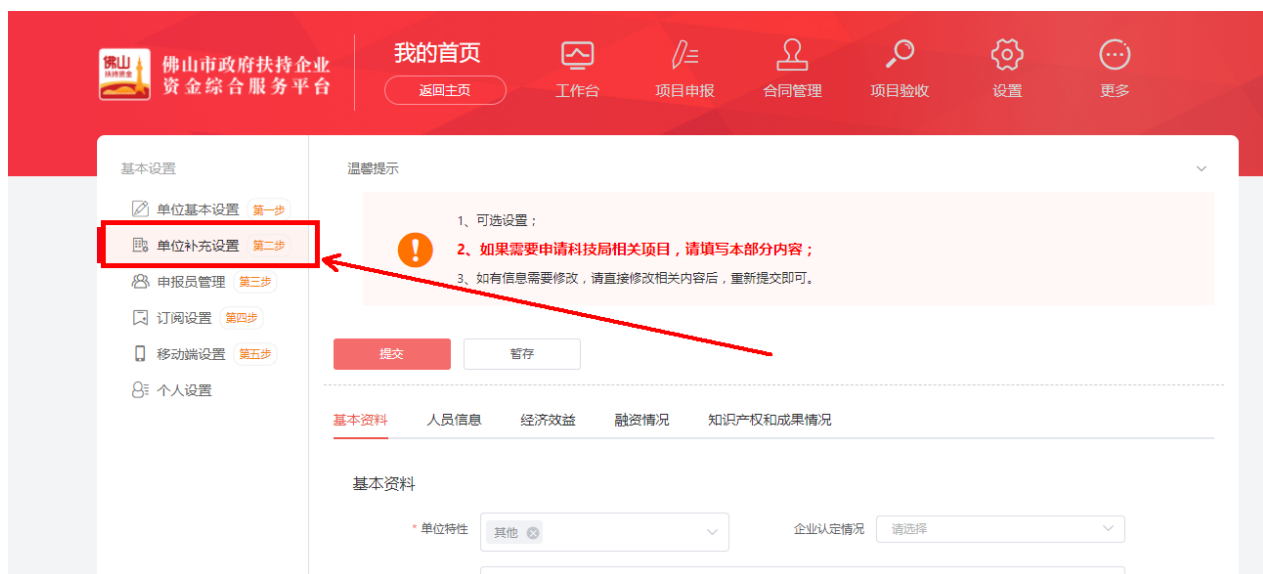 佛山
扶持资金
佛山市政府扶持企业
资金综合服务平台
我的首页
返回主页
工作台
项目申报
合同管理
项目验收
设置
更多
基本设置
单位基本设置 第一步
单位补充设置 第二步
申报员管理 第三步
订阅设置 第四步
移动端设置 第五步
个人设置
温馨提示
1、可选设置；
2、如果需要申请科技局相关项目，请填写本部分内容；
3、如有信息需要修改，请直接修改相关内容后，重新提交即可。
提交
暂存
基本资料 人员信息 经济效益 融资情况 知识产权和成果情况
基本资料
* 单位特性 其他
企业认定情况 请选择